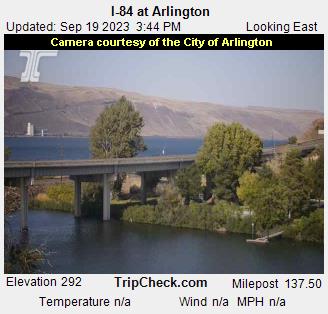 I-84 at Arlington
Updated: Sep 19 2023 3:44 PM Looking East
Camera courtesy of the City of Arlington
Elevation 292 TripCheck.com Milepost 137.50
Temperature n/a Wind n/a MPH n/a